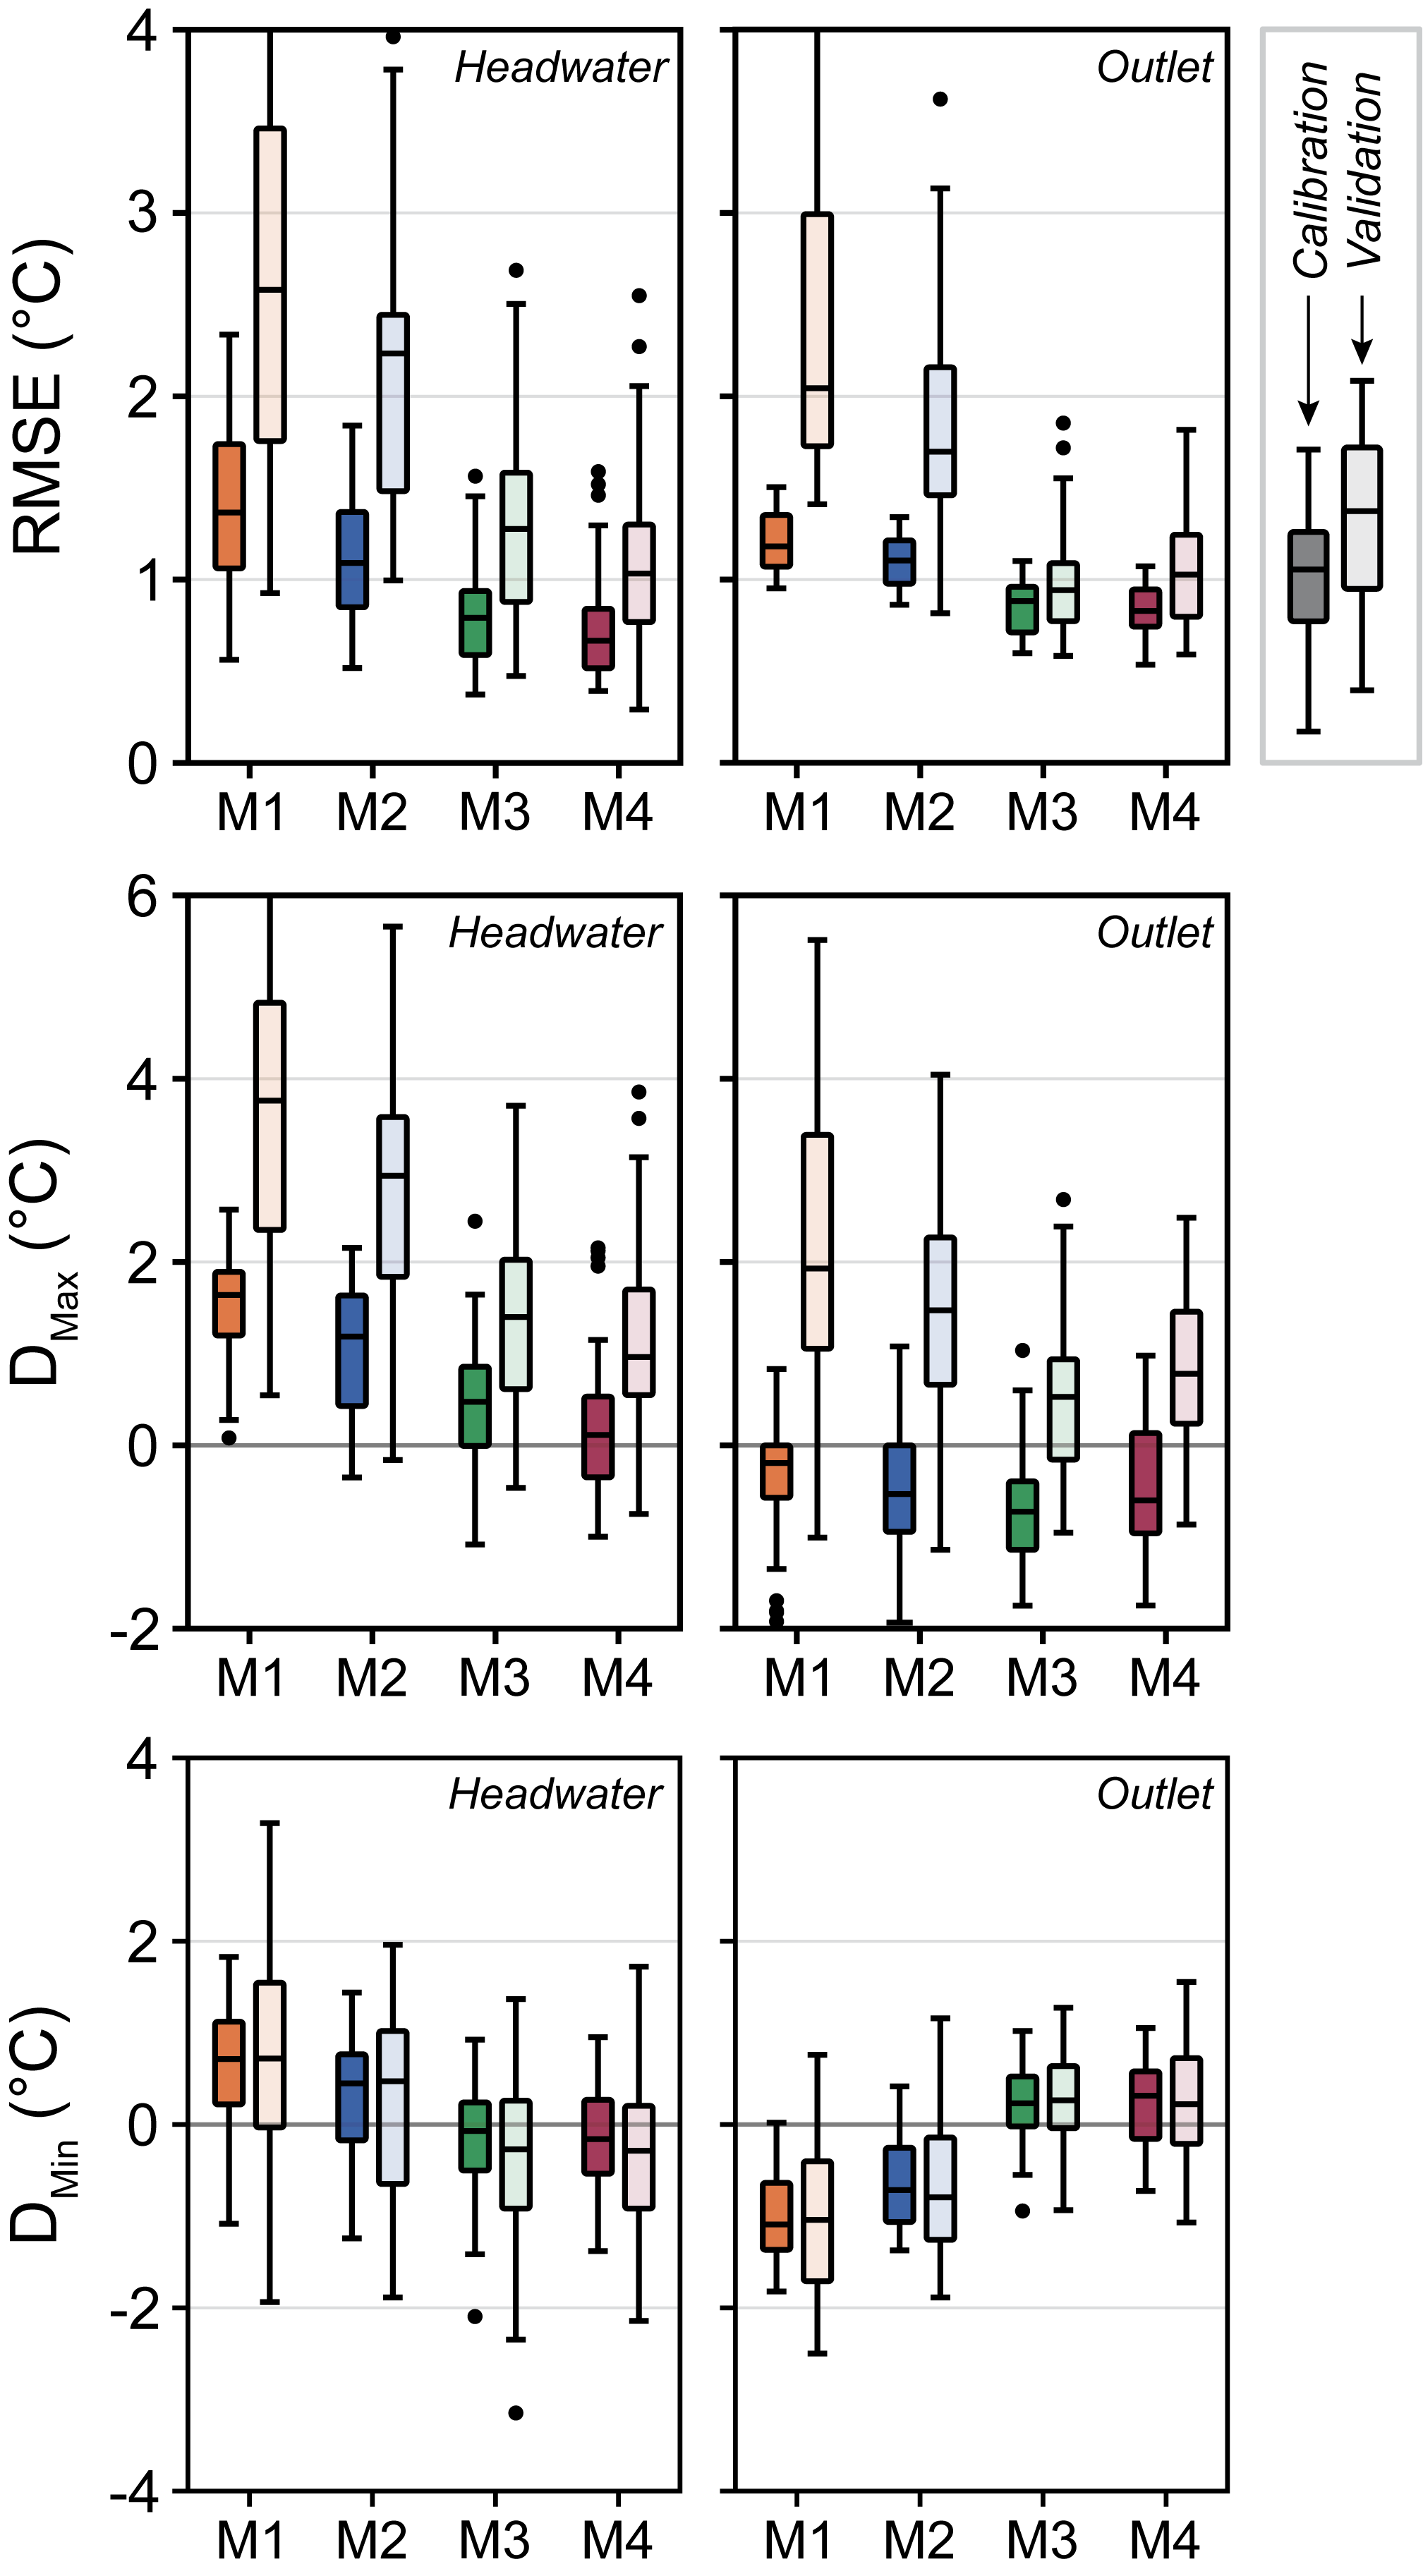 RMSE (°C)
4
3
2
1
0
Headwater
M1 M2 M3 M4
Outlet
M1 M2 M3 M4
Calibration
Validation
DMax (°C)
6
4
2
0
-2
Headwater
M1 M2 M3 M4
Outlet
M1 M2 M3 M4
DMin (°C)
4
2
0
-2
-4
Headwater
M1 M2 M3 M4
Outlet
M1 M2 M3 M4